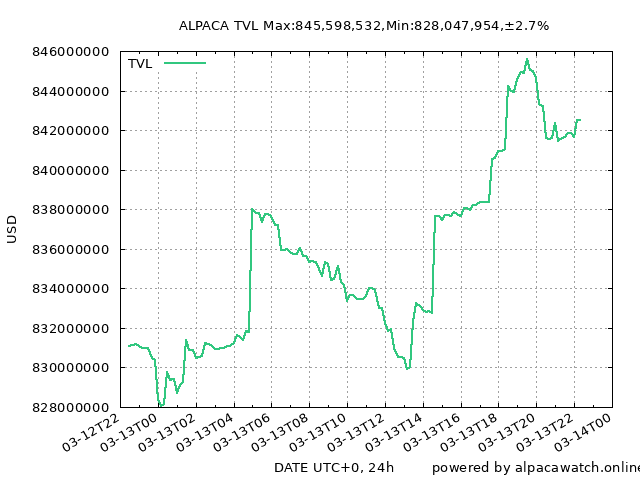 ALPACA TVL Max:845,598,532,Min:828,047,954,±2.7%
TVL
846000000
844000000
842000000
840000000
838000000
836000000
834000000
832000000
830000000
828000000
USD
03-12T22
03-13T00
03-13T02
03-13T04
03-13T06
03-13T08
03-13T10
03-13T12
03-13T14
03-13T16
03-13T18
03-13T20
03-13T22
03-14T00
DATE UTC+0, 24h
powered by alpacawatch.online